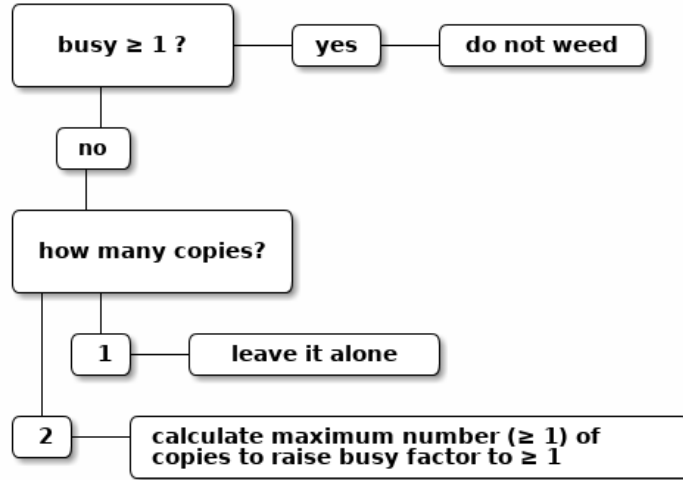 busy ≥ 1 ?
yes
do not weed
no
how many copies?
1
leave it alone
2
calculate maximum number (≥ 1) of
copies to raise busy factor to ≥ 1